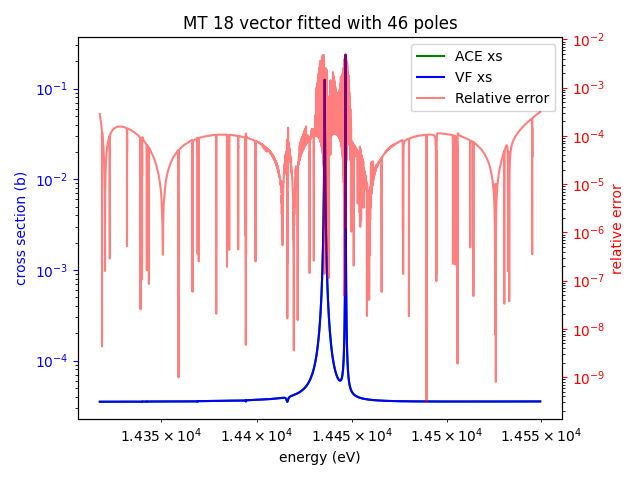 MT 18 vector fitted with 46 poles
ACE xs
VF xs
Relative error
cross section (b)
10⁻¹
10⁻²
10⁻³
10⁻⁴
relative error
10⁻²
10⁻³
10⁻⁴
10⁻⁵
10⁻⁶
10⁻⁷
10⁻⁸
10⁻⁹
1.435 × 10⁴ 1.44 × 10⁴ 1.445 × 10⁴ 1.45 × 10⁴ 1.455 × 10⁴
energy (eV)